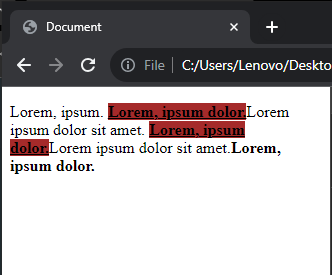 Document
File
C:/Users/Lenovo/Deskto
Lorem, ipsum. Lorem, ipsum dolor.Lorem
ipsum dolor sit amet. Lorem, ipsum
dolor.Lorem ipsum dolor sit amet.Lorem,
ipsum dolor.